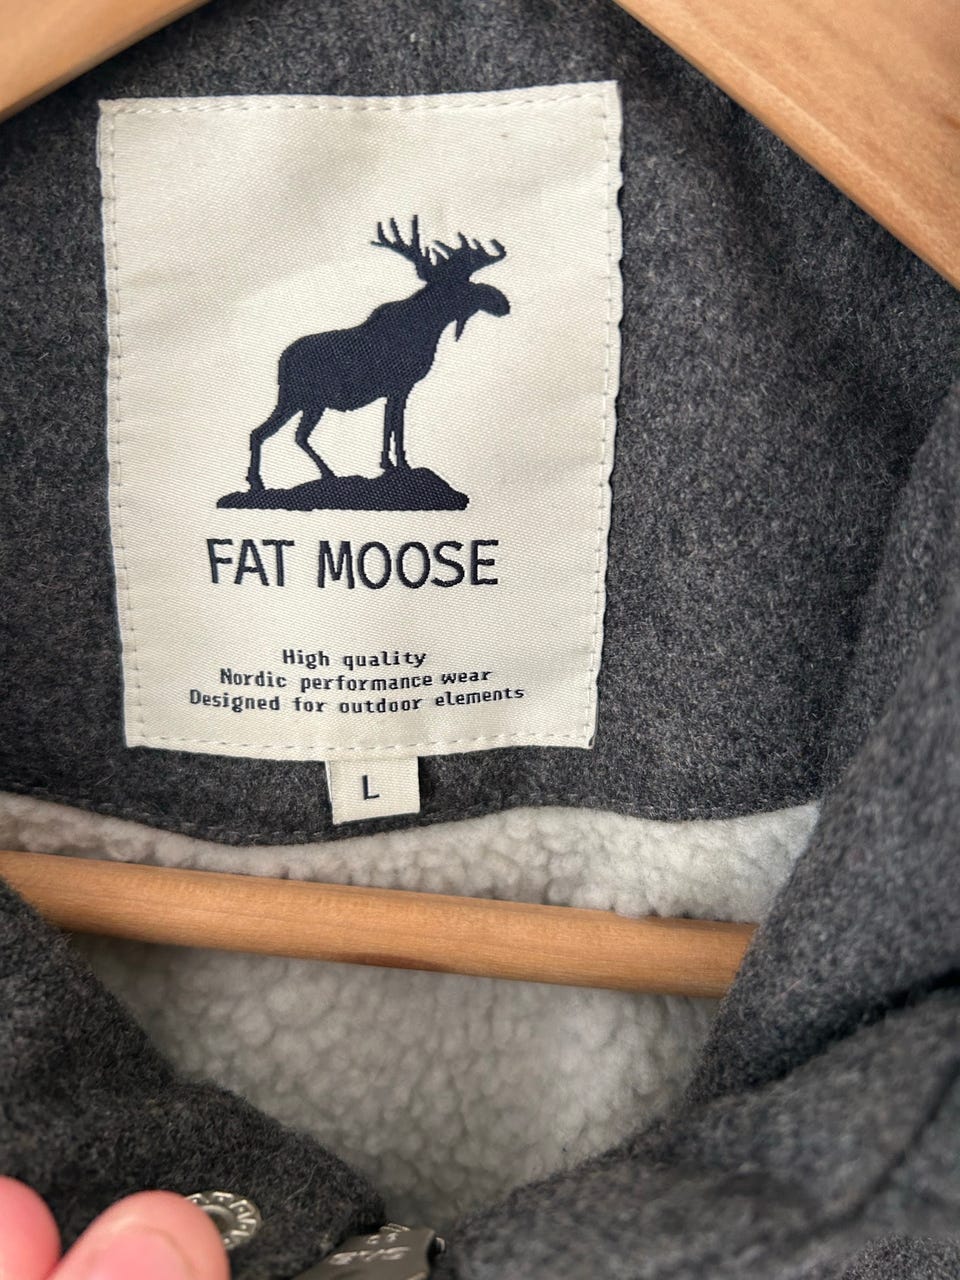 FAT MOOSE
High quality
Nordic performance wear
Designed for outdoor elements
L